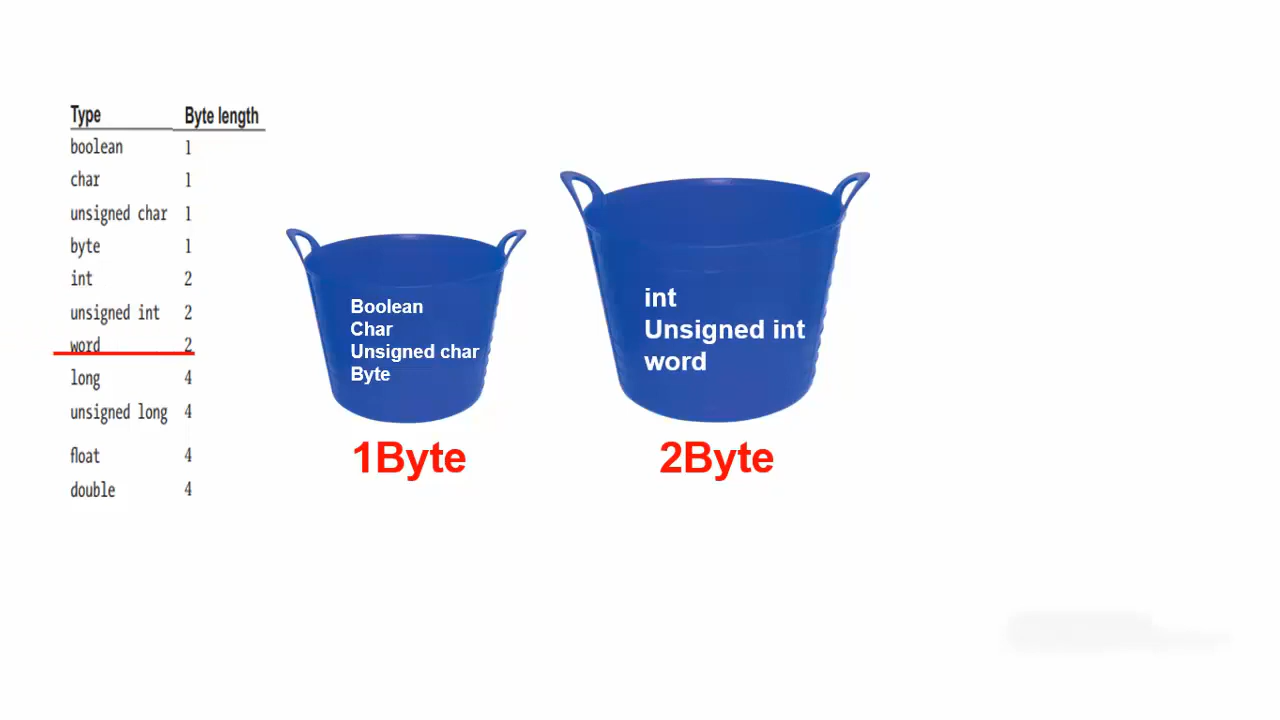 Type Byte length
boolean 1
char 1
unsigned char 1
byte 1
int 2
unsigned int 2
word 2
long 4
unsigned long 4
float 4
double 4
Boolean
Char
Unsigned char
Byte
1Byte
int
Unsigned int
word
2Byte